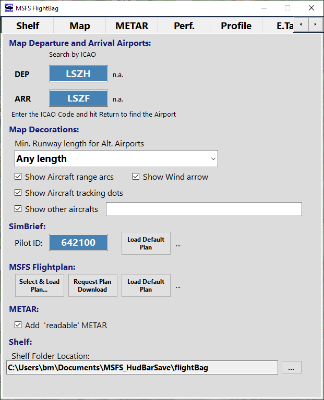 MSFS FlightBag
Shelf Map METAR Perf. Profile E.Ta
Map Departure and Arrival Airports:
Search by ICAO
DEP LSZH n.a.
ARR LSZF n.a.
Enter the ICAO Code and hit Return to find the Airport
Map Decorations:
Min. Runway length for Alt. Airports
Any length
Show Aircraft range arcs Show Wind arrow
Show Aircraft tracking dots
Show other aircrafts
SimBrief:
Pilot ID: 642100 Load Default
Plan ...
MSFS Flightplan:
Select & Load
Plan... Request Plan
Download Load Default
Plan ...
METAR:
Add 'readable' METAR
Shelf:
Shelf Folder Location:
C:\Users\bm\Documents\MSFS_HudBarSave\flightBag ...